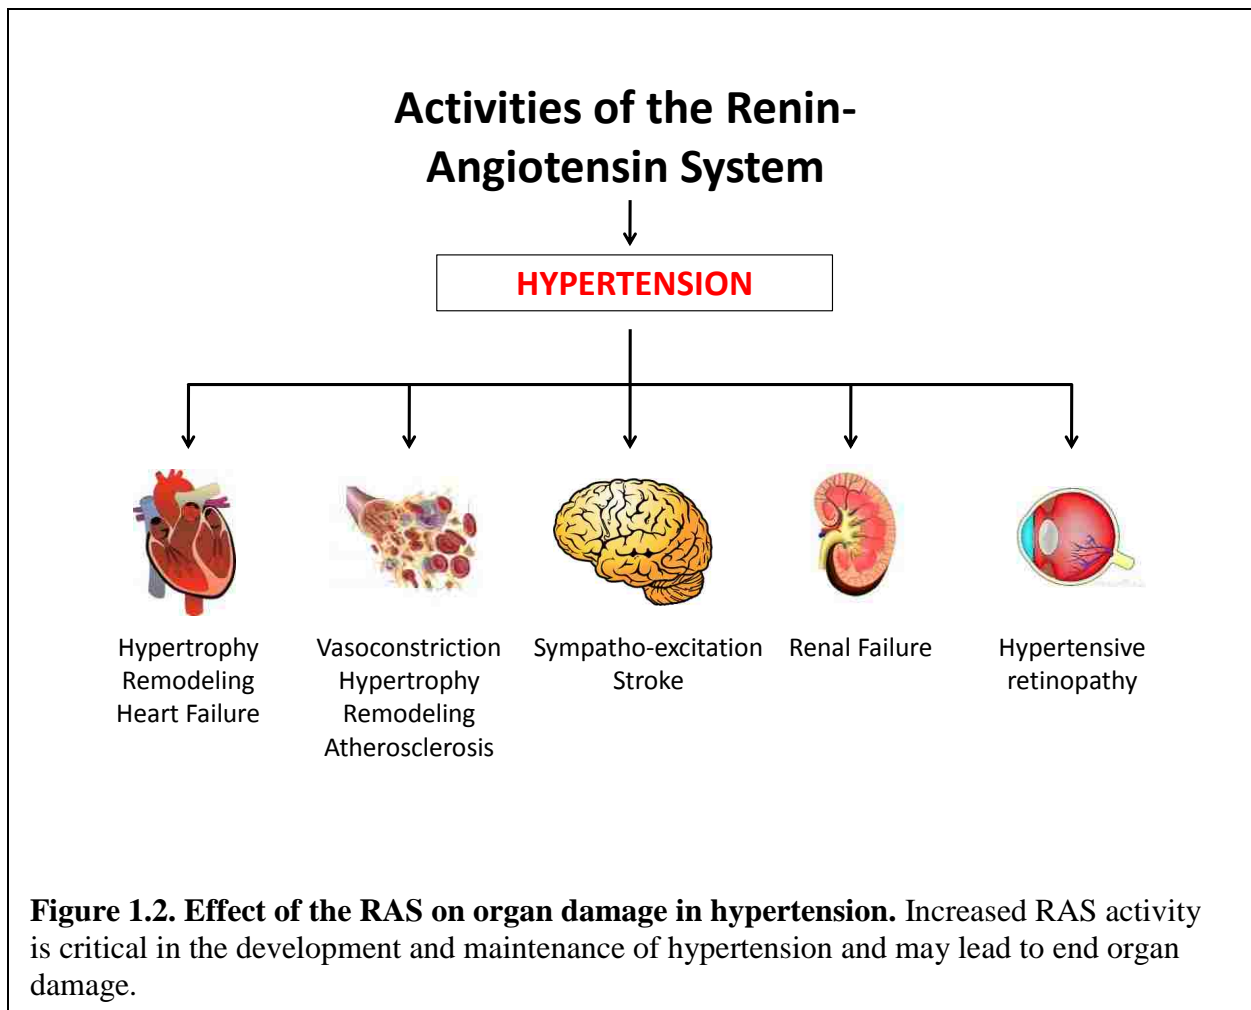 Activities of the Renin-
Angiotensin System
HYPERTENSION
Hypertrophy
Remodeling
Heart Failure
Vasoconstriction
Hypertrophy
Remodeling
Atherosclerosis
Sympatho-excitation
Stroke
Renal Failure
Hypertensive
retinopathy
Figure 1.2. Effect of the RAS on organ damage in hypertension. Increased RAS activity
is critical in the development and maintenance of hypertension and may lead to end organ
damage.